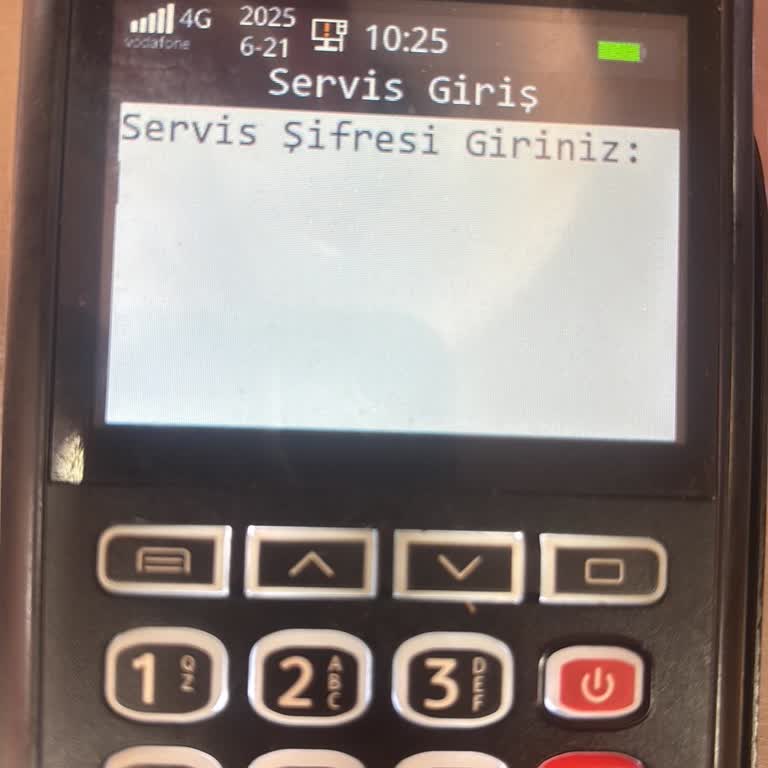 4G 2025
vodafone 6-21 10:25
Servis Giriş
Servis Şifresi Giriniz:
1 QZ 2 ABC 3 DEF